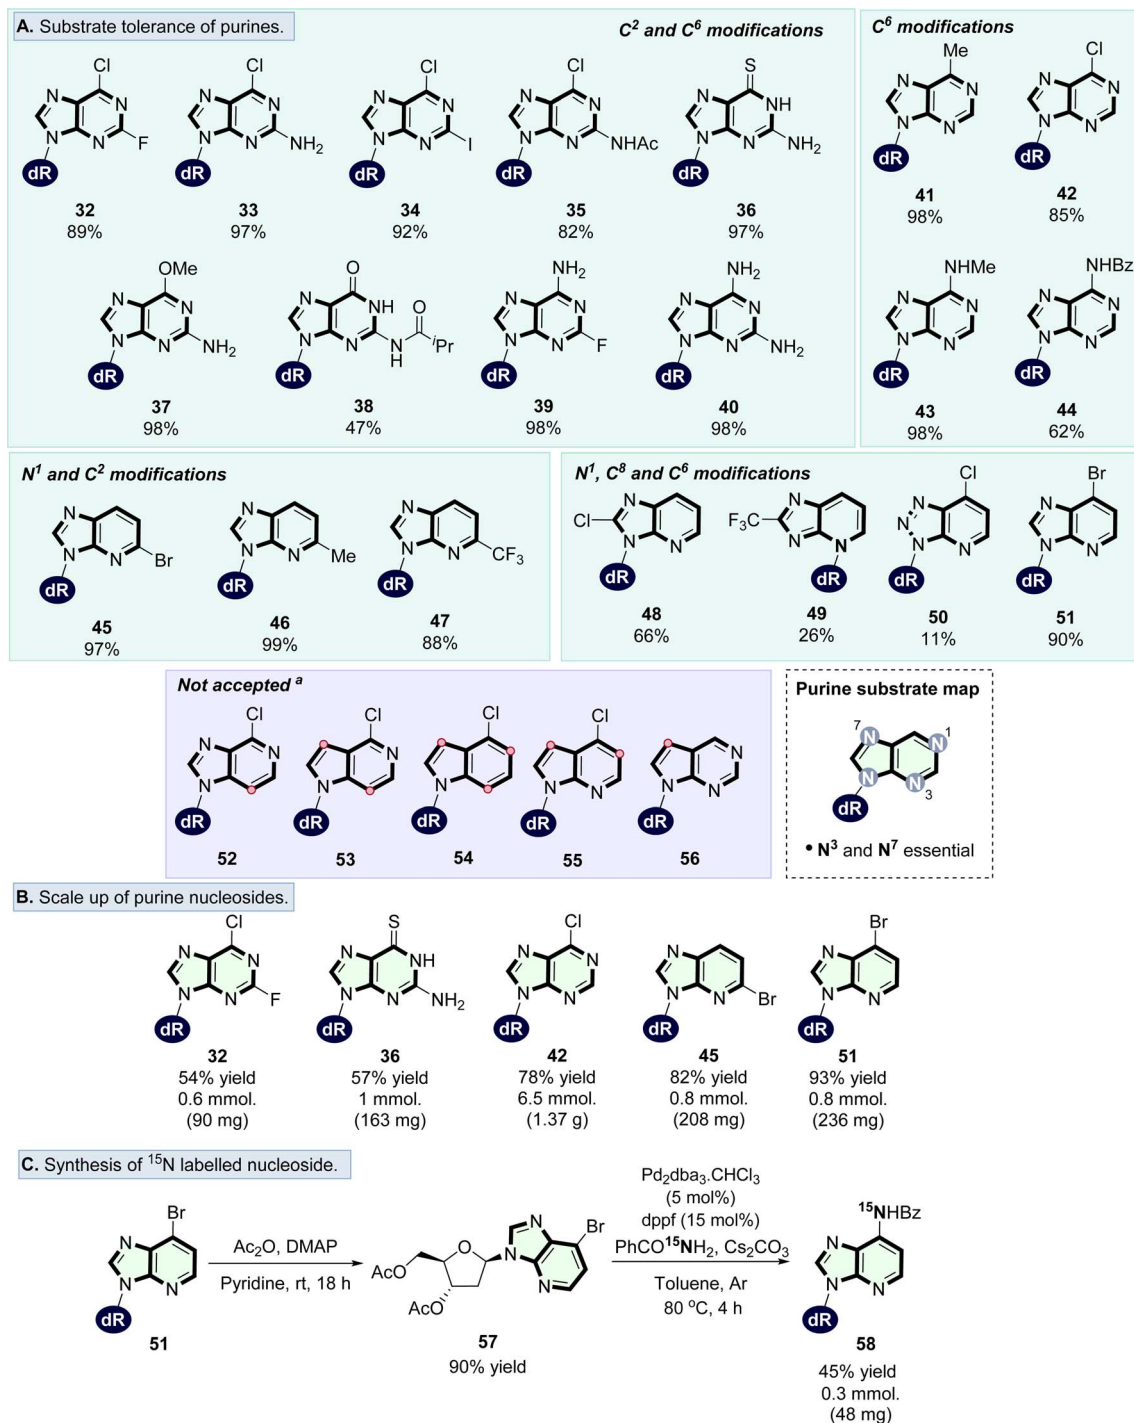 A. Substrate tolerance of purines.
C² and C⁶ modifications
C⁶ modifications
Cl N N N N F dR
Cl N N N N NH₂ dR
Cl N N N N I dR
Cl N N N N NHAc dR
S N NH N N NH₂ dR
Me N N N N dR
Cl N N N N dR
32 33 34 35 36 41 42
89% 97% 92% 82% 97% 98% 85%
OMe N N N N NH₂ dR
O N NH N N N H O ⁱPr dR
NH₂ N N N N F dR
NH₂ N N N N NH₂ dR
NHMe N N N N dR
NHBz N N N N dR
37 38 39 40 43 44
98% 47% 98% 98% 98% 62%
N¹ and C² modifications
N¹, C⁸ and C⁶ modifications
N N N Br dR
N N N Me dR
N N N CF₃ dR
Cl N N N dR
F₃C N N N dR
Cl N N N N dR
Br N N N dR
45 46 47 48 49 50 51
97% 99% 88% 66% 26% 11% 90%
Not accepted ᵃ
Cl N N N dR
Cl N N dR
Cl N dR
Cl N N dR
N N N dR
52 53 54 55 56
Purine substrate map
7 N N 1 N N 3 dR
• N³ and N⁷ essential
B. Scale up of purine nucleosides.
Cl N N N N F dR
S N NH N N NH₂ dR
Cl N N N N dR
N N N Br dR
Br N N N dR
32 36 42 45 51
54% yield 57% yield 78% yield 82% yield 93% yield
0.6 mmol. 1 mmol. 6.5 mmol. 0.8 mmol. 0.8 mmol.
(90 mg) (163 mg) (1.37 g) (208 mg) (236 mg)
C. Synthesis of ¹⁵N labelled nucleoside.
Br N N N dR
51
Ac₂O, DMAP
Pyridine, rt, 18 h
AcO O AcO N N Br N
57
90% yield
Pd₂dba₃.CHCl₃
(5 mol%)
dppf (15 mol%)
PhCO¹⁵NH₂, Cs₂CO₃
Toluene, Ar
80 °C, 4 h
¹⁵NHBz N N N dR
58
45% yield
0.3 mmol.
(48 mg)